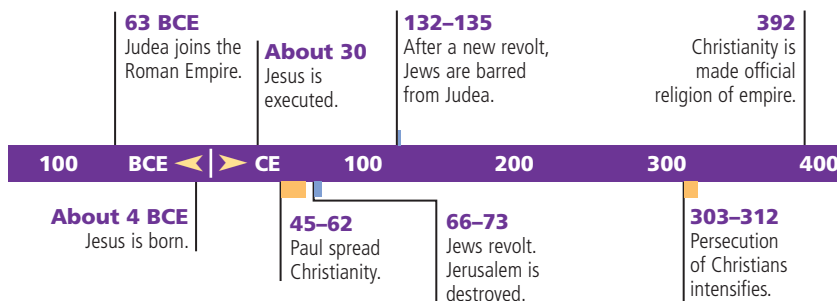 63 BCE
Judea joins the
Roman Empire.
About 30
Jesus is
executed.
132–135
After a new revolt,
Jews are barred
from Judea.
392
Christianity is
made official
religion of empire.
100 BCE CE 100 200 300 400
About 4 BCE
Jesus is born.
45–62
Paul spread
Christianity.
66–73
Jews revolt.
Jerusalem is
destroyed.
303–312
Persecution
of Christians
intensifies.